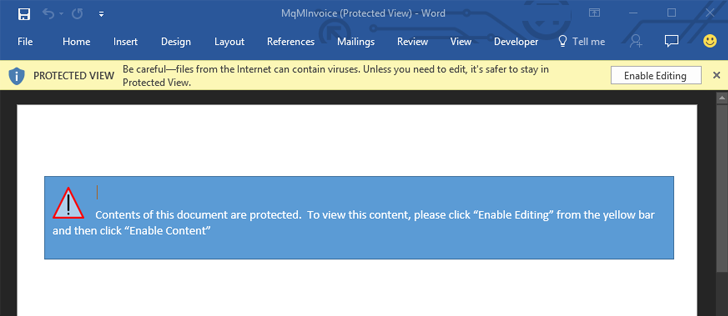 MqMInvoice (Protected View) - Word
File Home Insert Design Layout References Mailings Review View Developer Tell me
PROTECTED VIEW Be careful—files from the Internet can contain viruses. Unless you need to edit, it's safer to stay in Enable Editing
Protected View.
Contents of this document are protected. To view this content, please click “Enable Editing” from the yellow bar
and then click “Enable Content”